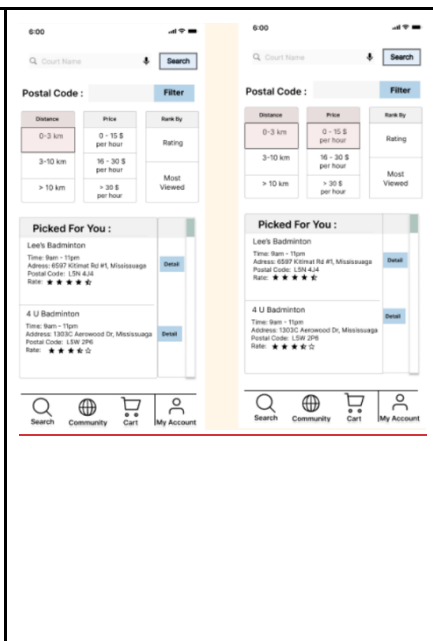 6:00
Court Name
Search
Postal Code :
Filter
Distance
Price
Rank By
0-3 km
0 - 15 $
per hour
Rating
3-10 km
16 - 30 $
per hour
Most
Viewed
> 10 km
> 30 $
per hour
Picked For You :
Lee's Badminton
Time: 9am - 11pm
Adress: 6597 Kitimat Rd #1, Mississauga
Postal Code: L5N 4J4
Rate:
Detail
4 U Badminton
Time: 9am - 11pm
Address: 1303C Aerowood Dr, Mississauga
Postal Code: L5W 2P6
Rate:
Detail
Search
Community
Cart
My Account
6:00
Court Name
Search
Postal Code :
Filter
Distance
Price
Rank By
0-3 km
0 - 15 $
per hour
Rating
3-10 km
16 - 30 $
per hour
Most
Viewed
> 10 km
> 30 $
per hour
Picked For You :
Lee's Badminton
Time: 9am - 11pm
Adress: 6597 Kitimat Rd #1, Mississauga
Postal Code: L5N 4J4
Rate:
Detail
4 U Badminton
Time: 9am - 11pm
Address: 1303C Aerowood Dr, Mississauga
Postal Code: L5W 2P6
Rate:
Detail
Search
Community
Cart
My Account